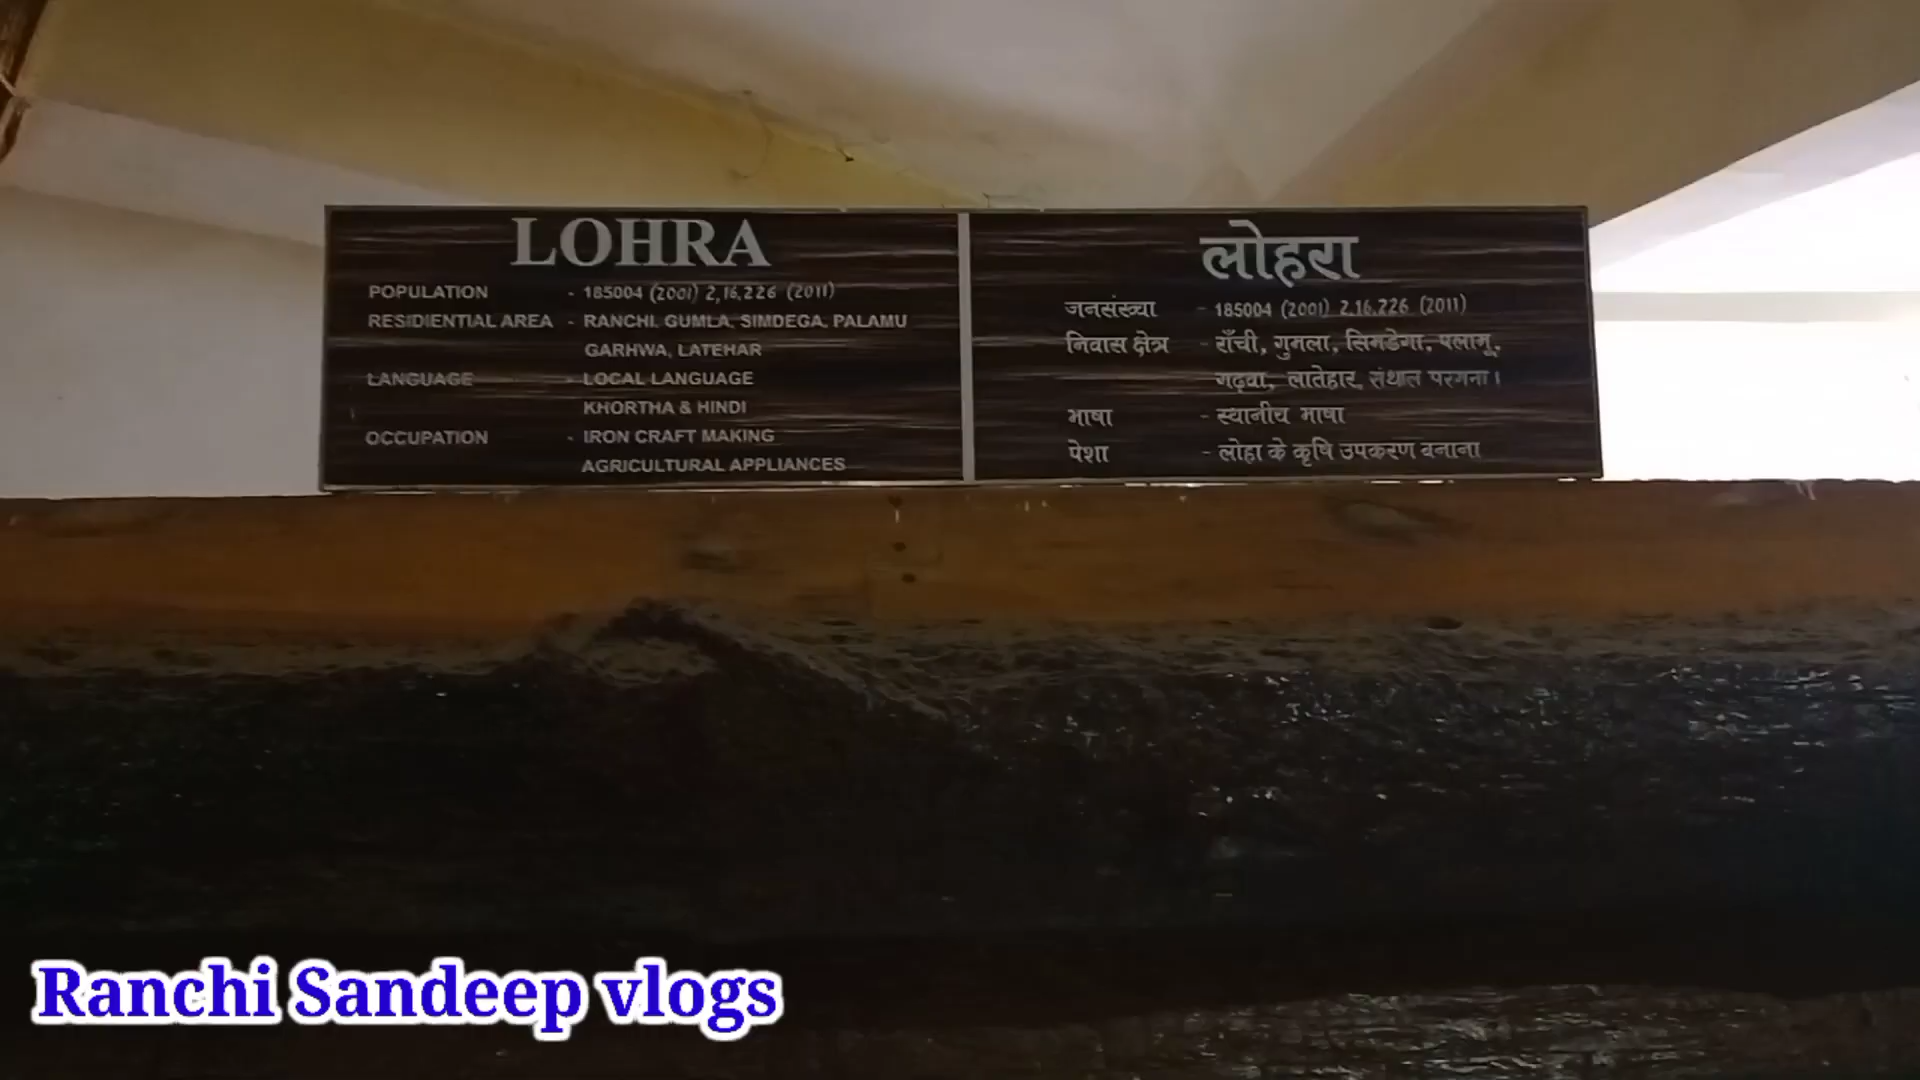 LOHRA
POPULATION - 185004 (2001) 2,16,226 (2011)
RESIDIENTIAL AREA - RANCHI, GUMLA, SIMDEGA, PALAMU
GARHWA, LATEHAR
LANGUAGE - LOCAL LANGUAGE
KHORTHA & HINDI
OCCUPATION - IRON CRAFT MAKING
AGRICULTURAL APPLIANCES
लोहरा
जनसंख्या - 185004 (2001) 2,16,226 (2011)
निवास क्षेत्र - राँची, गुमला, सिमडेगा, पलामू,
गढ़वा, लातेहार, संथाल परगना।
भाषा - स्थानीय भाषा
पेशा - लोहा के कृषि उपकरण बनाना
Ranchi Sandeep vlogs